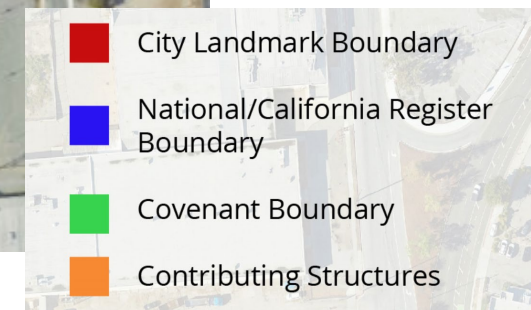 City Landmark Boundary
National/California Register
Boundary
Covenant Boundary
Contributing Structures